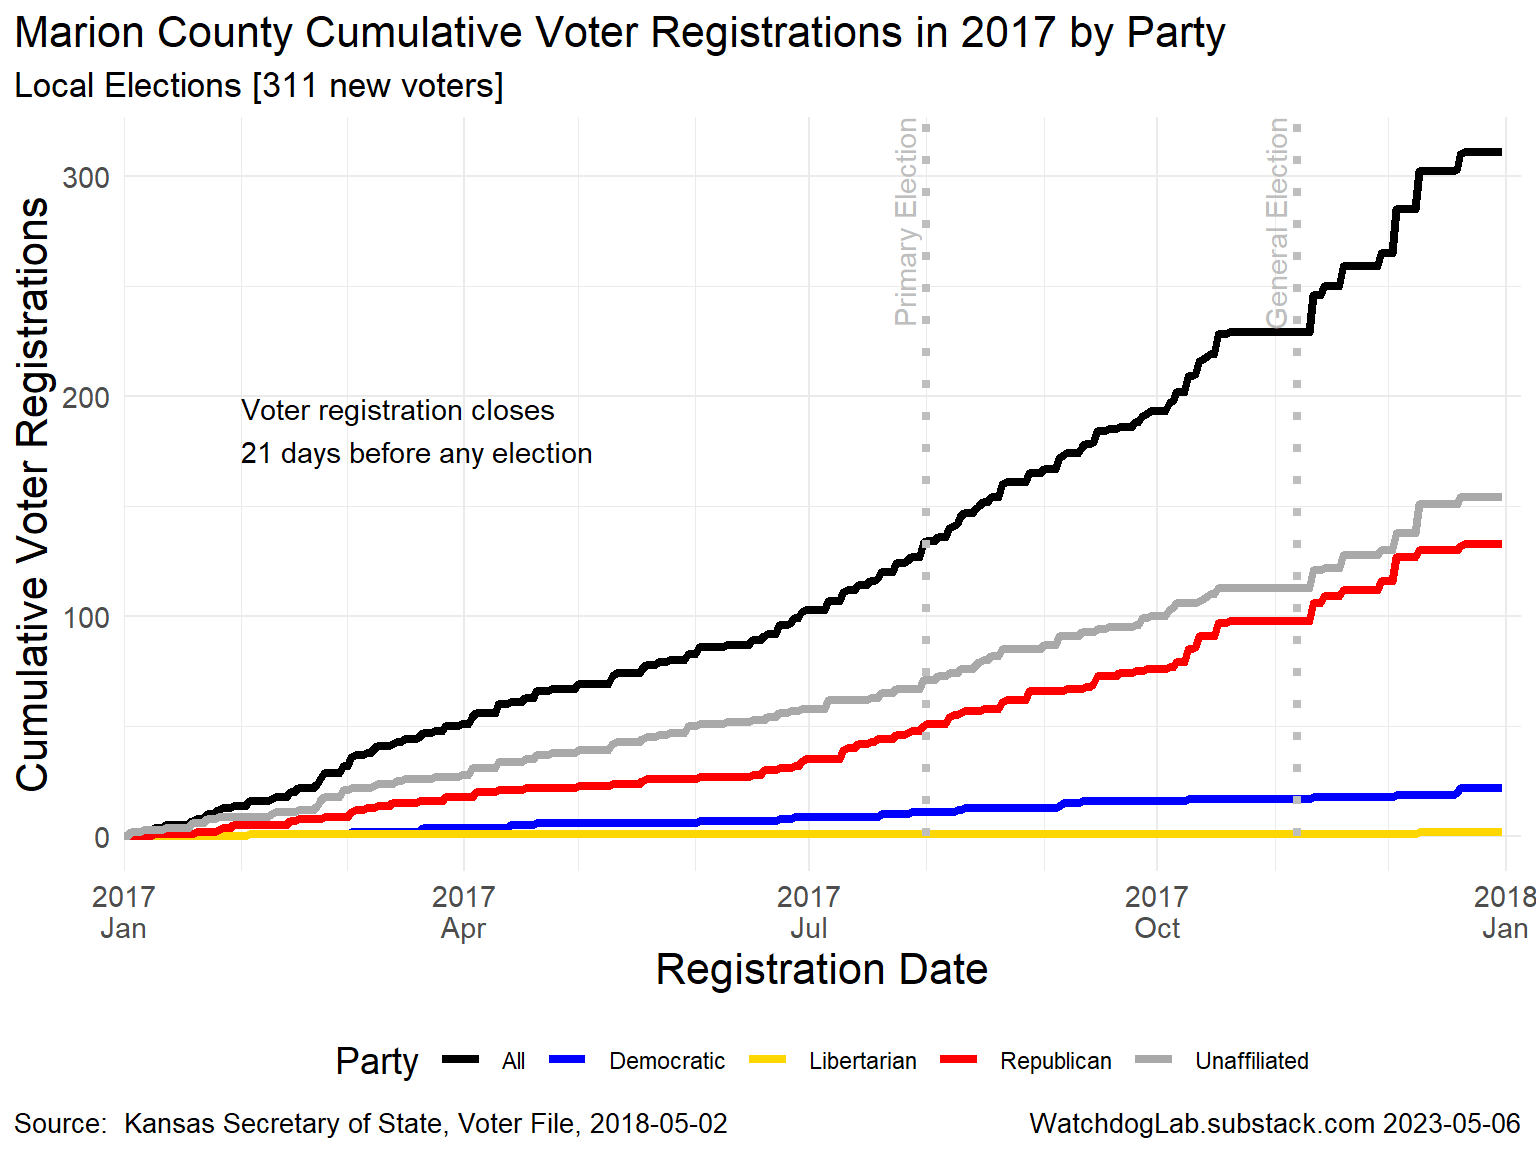 Marion County Cumulative Voter Registrations in 2017 by Party
Local Elections [311 new voters]
Cumulative Voter Registrations
300
200
100
0
Primary Election
General Election
Voter registration closes
21 days before any election
2017
Jan
2017
Apr
2017
Jul
2017
Oct
2018
Jan
Registration Date
Party
All
Democratic
Libertarian
Republican
Unaffiliated
Source:  Kansas Secretary of State, Voter File, 2018-05-02
WatchdogLab.substack.com 2023-05-06